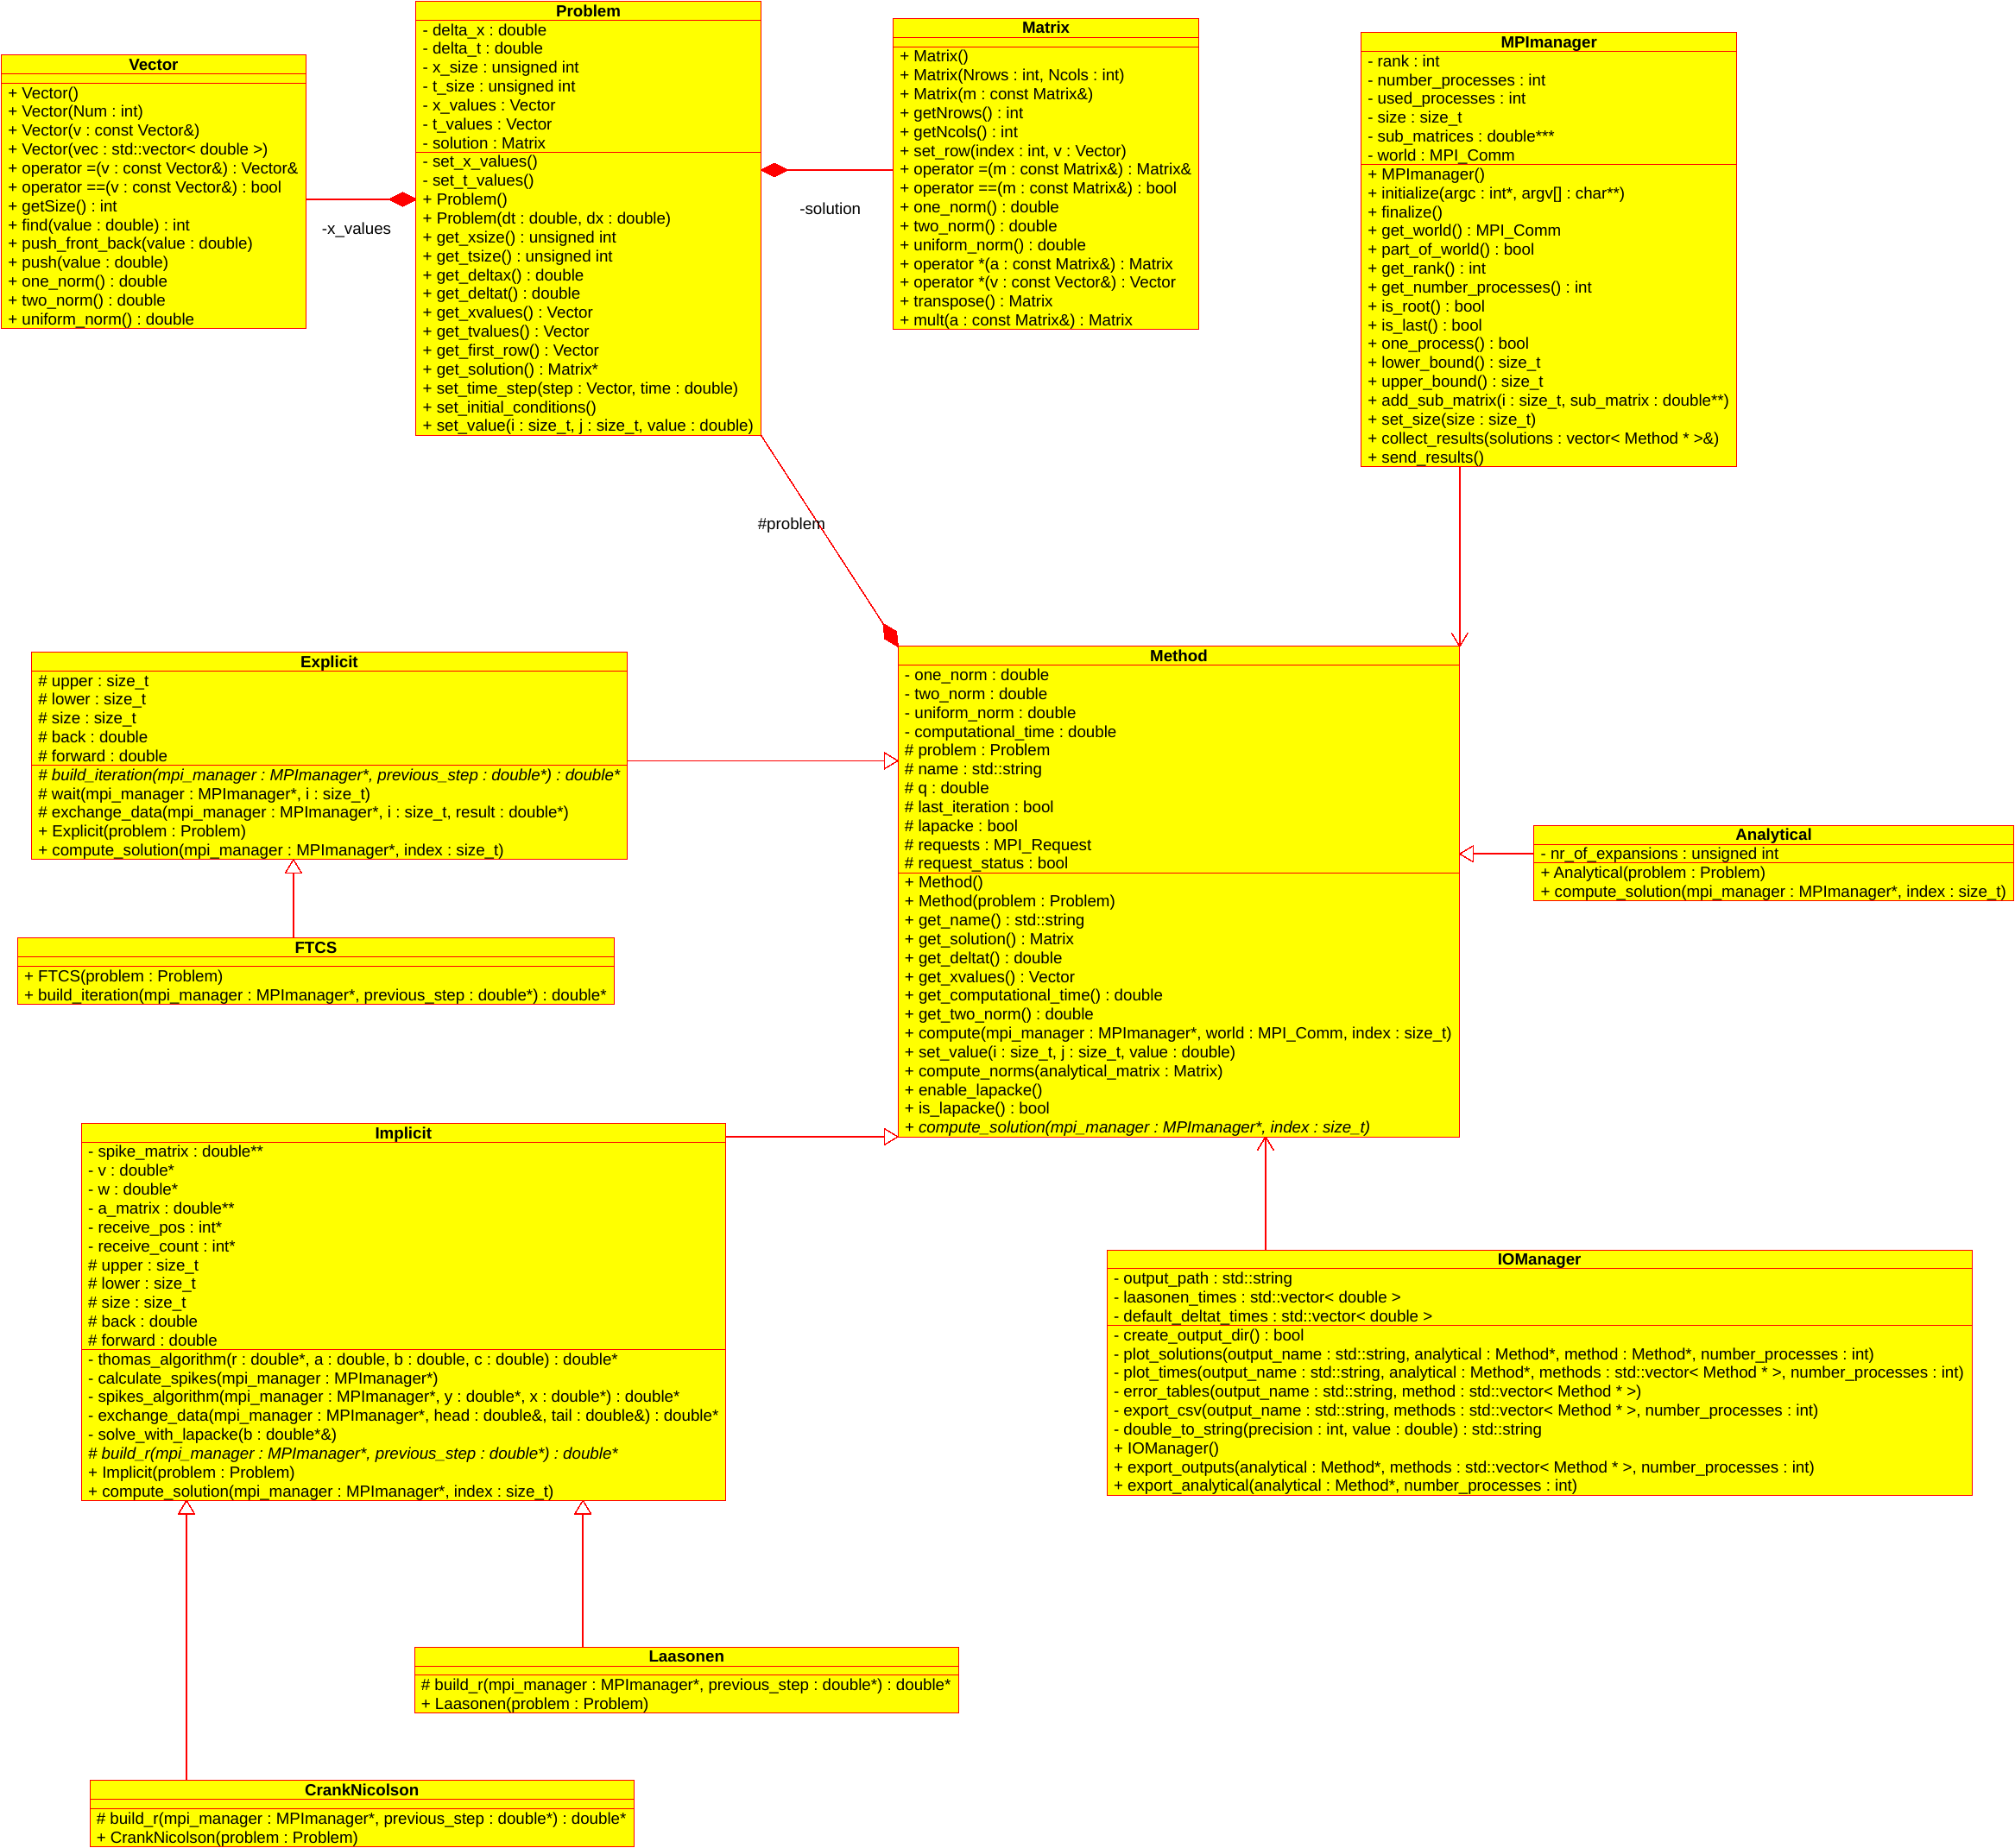 Problem
- delta_x : double
- delta_t : double
- x_size : unsigned int
- t_size : unsigned int
- x_values : Vector
- t_values : Vector
- solution : Matrix
- set_x_values()
- set_t_values()
+ Problem()
+ Problem(dt : double, dx : double)
+ get_xsize() : unsigned int
+ get_tsize() : unsigned int
+ get_deltax() : double
+ get_deltat() : double
+ get_xvalues() : Vector
+ get_tvalues() : Vector
+ get_first_row() : Vector
+ get_solution() : Matrix*
+ set_time_step(step : Vector, time : double)
+ set_initial_conditions()
+ set_value(i : size_t, j : size_t, value : double)
Matrix
+ Matrix()
+ Matrix(Nrows : int, Ncols : int)
+ Matrix(m : const Matrix&)
+ getNrows() : int
+ getNcols() : int
+ set_row(index : int, v : Vector)
+ operator =(m : const Matrix&) : Matrix&
+ operator ==(m : const Matrix&) : bool
+ one_norm() : double
+ two_norm() : double
+ uniform_norm() : double
+ operator *(a : const Matrix&) : Matrix
+ operator *(v : const Vector&) : Vector
+ transpose() : Matrix
+ mult(a : const Matrix&) : Matrix
MPImanager
- rank : int
- number_processes : int
- used_processes : int
- size : size_t
- sub_matrices : double***
- world : MPI_Comm
+ MPImanager()
+ initialize(argc : int*, argv[] : char**)
+ finalize()
+ get_world() : MPI_Comm
+ part_of_world() : bool
+ get_rank() : int
+ get_number_processes() : int
+ is_root() : bool
+ is_last() : bool
+ one_process() : bool
+ lower_bound() : size_t
+ upper_bound() : size_t
+ add_sub_matrix(i : size_t, sub_matrix : double**)
+ set_size(size : size_t)
+ collect_results(solutions : vector< Method * >&)
+ send_results()
Vector
+ Vector()
+ Vector(Num : int)
+ Vector(v : const Vector&)
+ Vector(vec : std::vector< double >)
+ operator =(v : const Vector&) : Vector&
+ operator ==(v : const Vector&) : bool
+ getSize() : int
+ find(value : double) : int
+ push_front_back(value : double)
+ push(value : double)
+ one_norm() : double
+ two_norm() : double
+ uniform_norm() : double
-x_values
-solution
#problem
Explicit
# upper : size_t
# lower : size_t
# size : size_t
# back : double
# forward : double
# build_iteration(mpi_manager : MPImanager*, previous_step : double*) : double*
# wait(mpi_manager : MPImanager*, i : size_t)
# exchange_data(mpi_manager : MPImanager*, i : size_t, result : double*)
+ Explicit(problem : Problem)
+ compute_solution(mpi_manager : MPImanager*, index : size_t)
Method
- one_norm : double
- two_norm : double
- uniform_norm : double
- computational_time : double
# problem : Problem
# name : std::string
# q : double
# last_iteration : bool
# lapacke : bool
# requests : MPI_Request
# request_status : bool
+ Method()
+ Method(problem : Problem)
+ get_name() : std::string
+ get_solution() : Matrix
+ get_deltat() : double
+ get_xvalues() : Vector
+ get_computational_time() : double
+ get_two_norm() : double
+ compute(mpi_manager : MPImanager*, world : MPI_Comm, index : size_t)
+ set_value(i : size_t, j : size_t, value : double)
+ compute_norms(analytical_matrix : Matrix)
+ enable_lapacke()
+ is_lapacke() : bool
+ compute_solution(mpi_manager : MPImanager*, index : size_t)
Analytical
- nr_of_expansions : unsigned int
+ Analytical(problem : Problem)
+ compute_solution(mpi_manager : MPImanager*, index : size_t)
FTCS
+ FTCS(problem : Problem)
+ build_iteration(mpi_manager : MPImanager*, previous_step : double*) : double*
Implicit
- spike_matrix : double**
- v : double*
- w : double*
- a_matrix : double**
- receive_pos : int*
- receive_count : int*
# upper : size_t
# lower : size_t
# size : size_t
# back : double
# forward : double
- thomas_algorithm(r : double*, a : double, b : double, c : double) : double*
- calculate_spikes(mpi_manager : MPImanager*)
- spikes_algorithm(mpi_manager : MPImanager*, y : double*, x : double*) : double*
- exchange_data(mpi_manager : MPImanager*, head : double&, tail : double&) : double*
- solve_with_lapacke(b : double*&)
# build_r(mpi_manager : MPImanager*, previous_step : double*) : double*
+ Implicit(problem : Problem)
+ compute_solution(mpi_manager : MPImanager*, index : size_t)
IOManager
- output_path : std::string
- laasonen_times : std::vector< double >
- default_deltat_times : std::vector< double >
- create_output_dir() : bool
- plot_solutions(output_name : std::string, analytical : Method*, method : Method*, number_processes : int)
- plot_times(output_name : std::string, analytical : Method*, methods : std::vector< Method * >, number_processes : int)
- error_tables(output_name : std::string, method : std::vector< Method * >)
- export_csv(output_name : std::string, methods : std::vector< Method * >, number_processes : int)
- double_to_string(precision : int, value : double) : std::string
+ IOManager()
+ export_outputs(analytical : Method*, methods : std::vector< Method * >, number_processes : int)
+ export_analytical(analytical : Method*, number_processes : int)
Laasonen
# build_r(mpi_manager : MPImanager*, previous_step : double*) : double*
+ Laasonen(problem : Problem)
CrankNicolson
# build_r(mpi_manager : MPImanager*, previous_step : double*) : double*
+ CrankNicolson(problem : Problem)